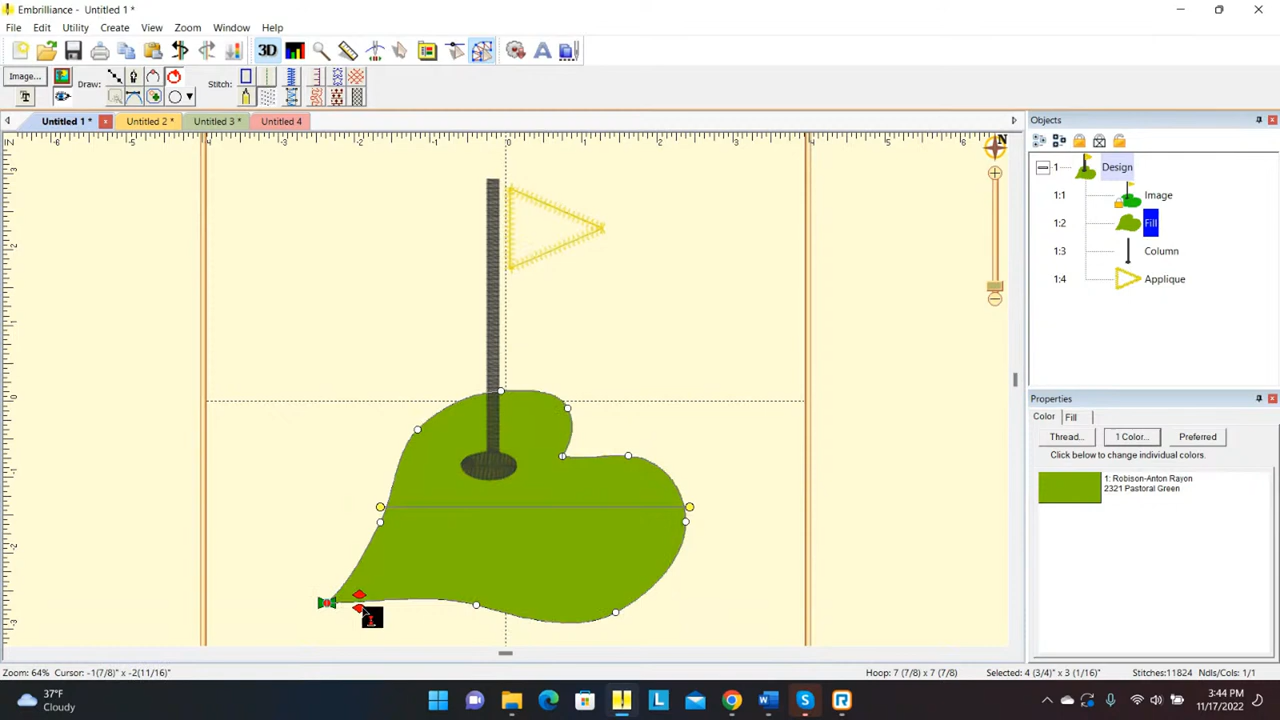 Embrilliance - Untitled 1 *
File Edit Utility Create View Zoom Window Help
3D
Image... Draw: Stitch:
Untitled 1 * Untitled 2 * Untitled 3 * Untitled 4
IN
N
Objects
1 Design
1:1 Image
1:2 Fill
1:3 Column
1:4 Applique
Properties
Color Fill
Thread... 1 Color... Preferred
Click below to change individual colors.
1: Robison-Anton Rayon
2321 Pastoral Green
Zoom: 64% Cursor: -1(7/8)" x -2(11/16)" Hoop: 7 (7/8) x 7 (7/8) Selected: 4 (3/4)" x 3 (1/16)" Stitches:11824 Ndls/Cols: 1/1
37°F
Cloudy
3:44 PM
11/17/2022